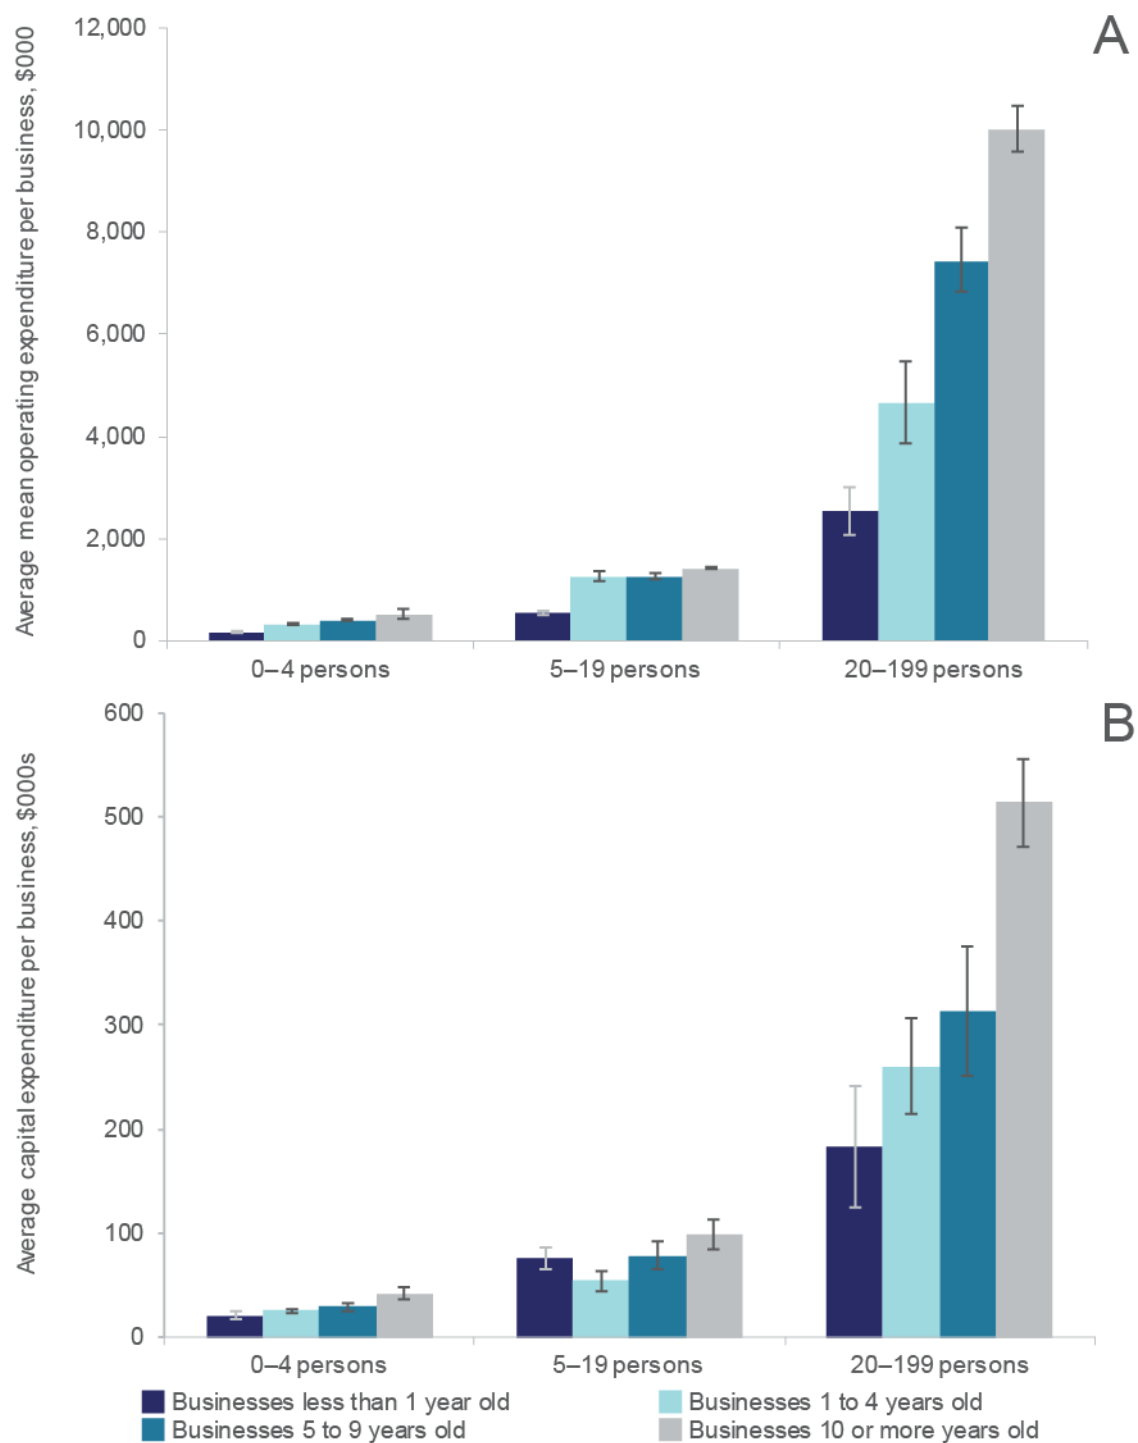 A
Average mean operating expenditure per business, $000
12,000
10,000
8,000
6,000
4,000
2,000
0
0–4 persons
5–19 persons
20–199 persons
B
Average capital expenditure per business, $000s
600
500
400
300
200
100
0
0–4 persons
5–19 persons
20–199 persons
Businesses less than 1 year old
Businesses 1 to 4 years old
Businesses 5 to 9 years old
Businesses 10 or more years old